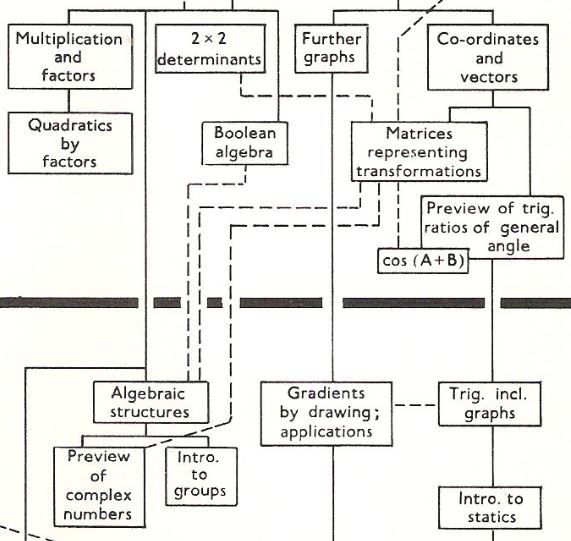 Multiplication
and
factors
2 × 2
determinants
Further
graphs
Co-ordinates
and
vectors
Quadratics
by
factors
Boolean
algebra
Matrices
representing
transformations
Preview of trig.
ratios of general
angle
cos (A+B)
Algebraic
structures
Gradients
by drawing;
applications
Trig. incl.
graphs
Preview
of
complex
numbers
Intro.
to
groups
Intro. to
statics